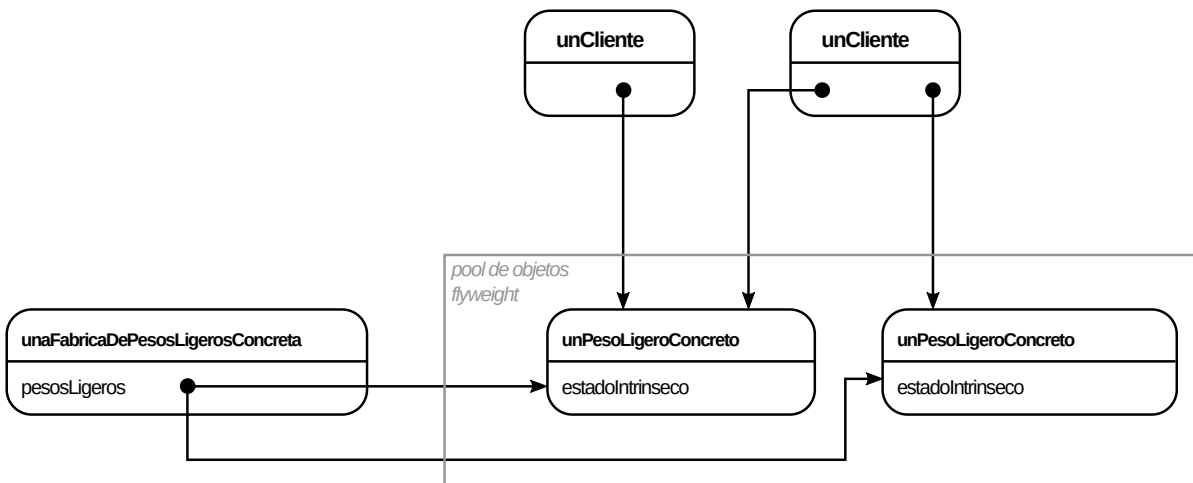 unCliente
unCliente
pool de objetos
flyweight
unaFabricaDePesosLigerosConcreta
pesosLigeros
unPesoLigeroConcreto
estadoIntrinseco
unPesoLigeroConcreto
estadoIntrinseco